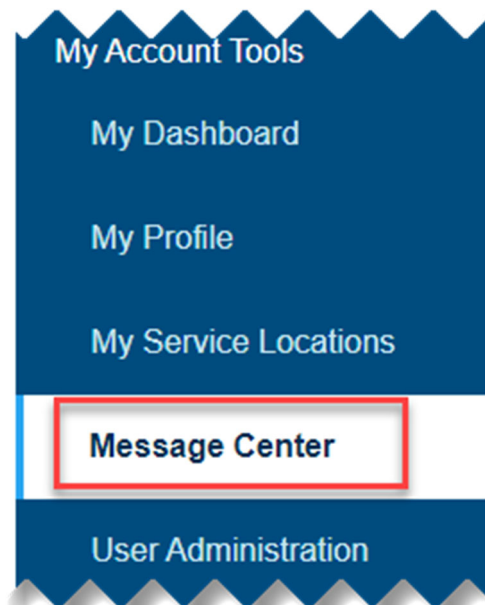 My Account Tools
My Dashboard
My Profile
My Service Locations
Message Center
User Administration